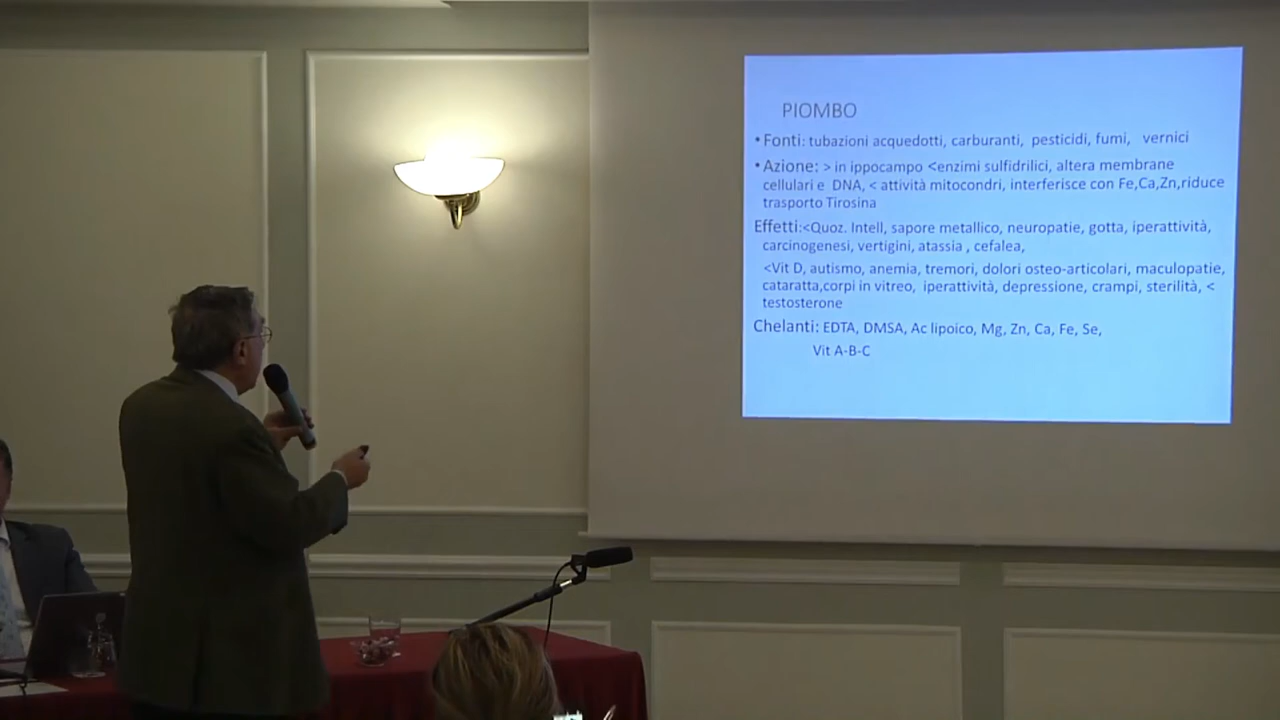 PIOMBO
• Fonti: tubazioni acquedotti, carburanti, pesticidi, fumi, vernici
• Azione: > in ippocampo <enzimi sulfidrilici, altera membrane
cellulari e DNA, < attività mitocondri, interferisce con Fe,Ca,Zn,riduce
trasporto Tirosina
Effetti:<Quoz. Intell, sapore metallico, neuropatie, gotta, iperattività,
carcinogenesi, vertigini, atassia , cefalea,
<Vit D, autismo, anemia, tremori, dolori osteo-articolari, maculopatie,
cataratta,corpi in vitreo, iperattività, depressione, crampi, sterilità, <
testosterone
Chelanti: EDTA, DMSA, Ac lipoico, Mg, Zn, Ca, Fe, Se,
Vit A-B-C